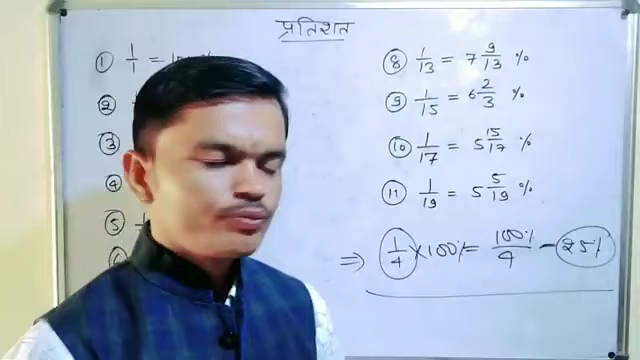 प्रतिशत
① 1/1 =
②
③
④
⑤
⑧ 1/13 = 7 9/13 %
⑨ 1/15 = 6 2/3 %
⑩ 1/17 = 5 15/17 %
⑪ 1/19 = 5 5/19 %
⇒ 1/4 × 100% = 100%/4 - 25%